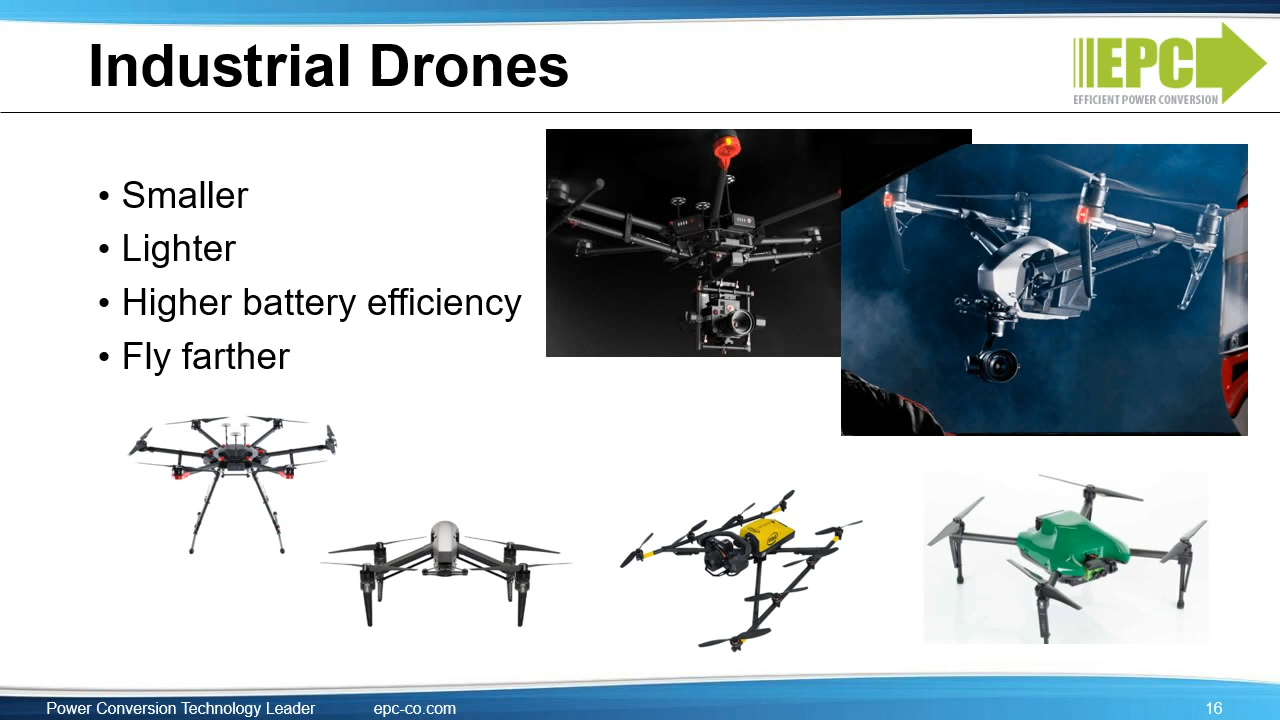 Industrial Drones
EPC
EFFICIENT POWER CONVERSION
• Smaller
• Lighter
• Higher battery efficiency
• Fly farther
Power Conversion Technology Leader
epc-co.com
16